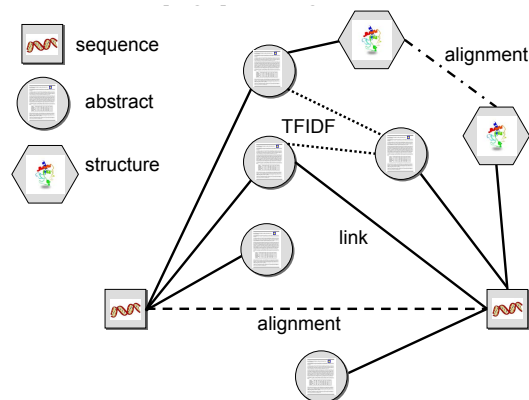 sequence
abstract
structure
alignment
TFIDF
link
alignment